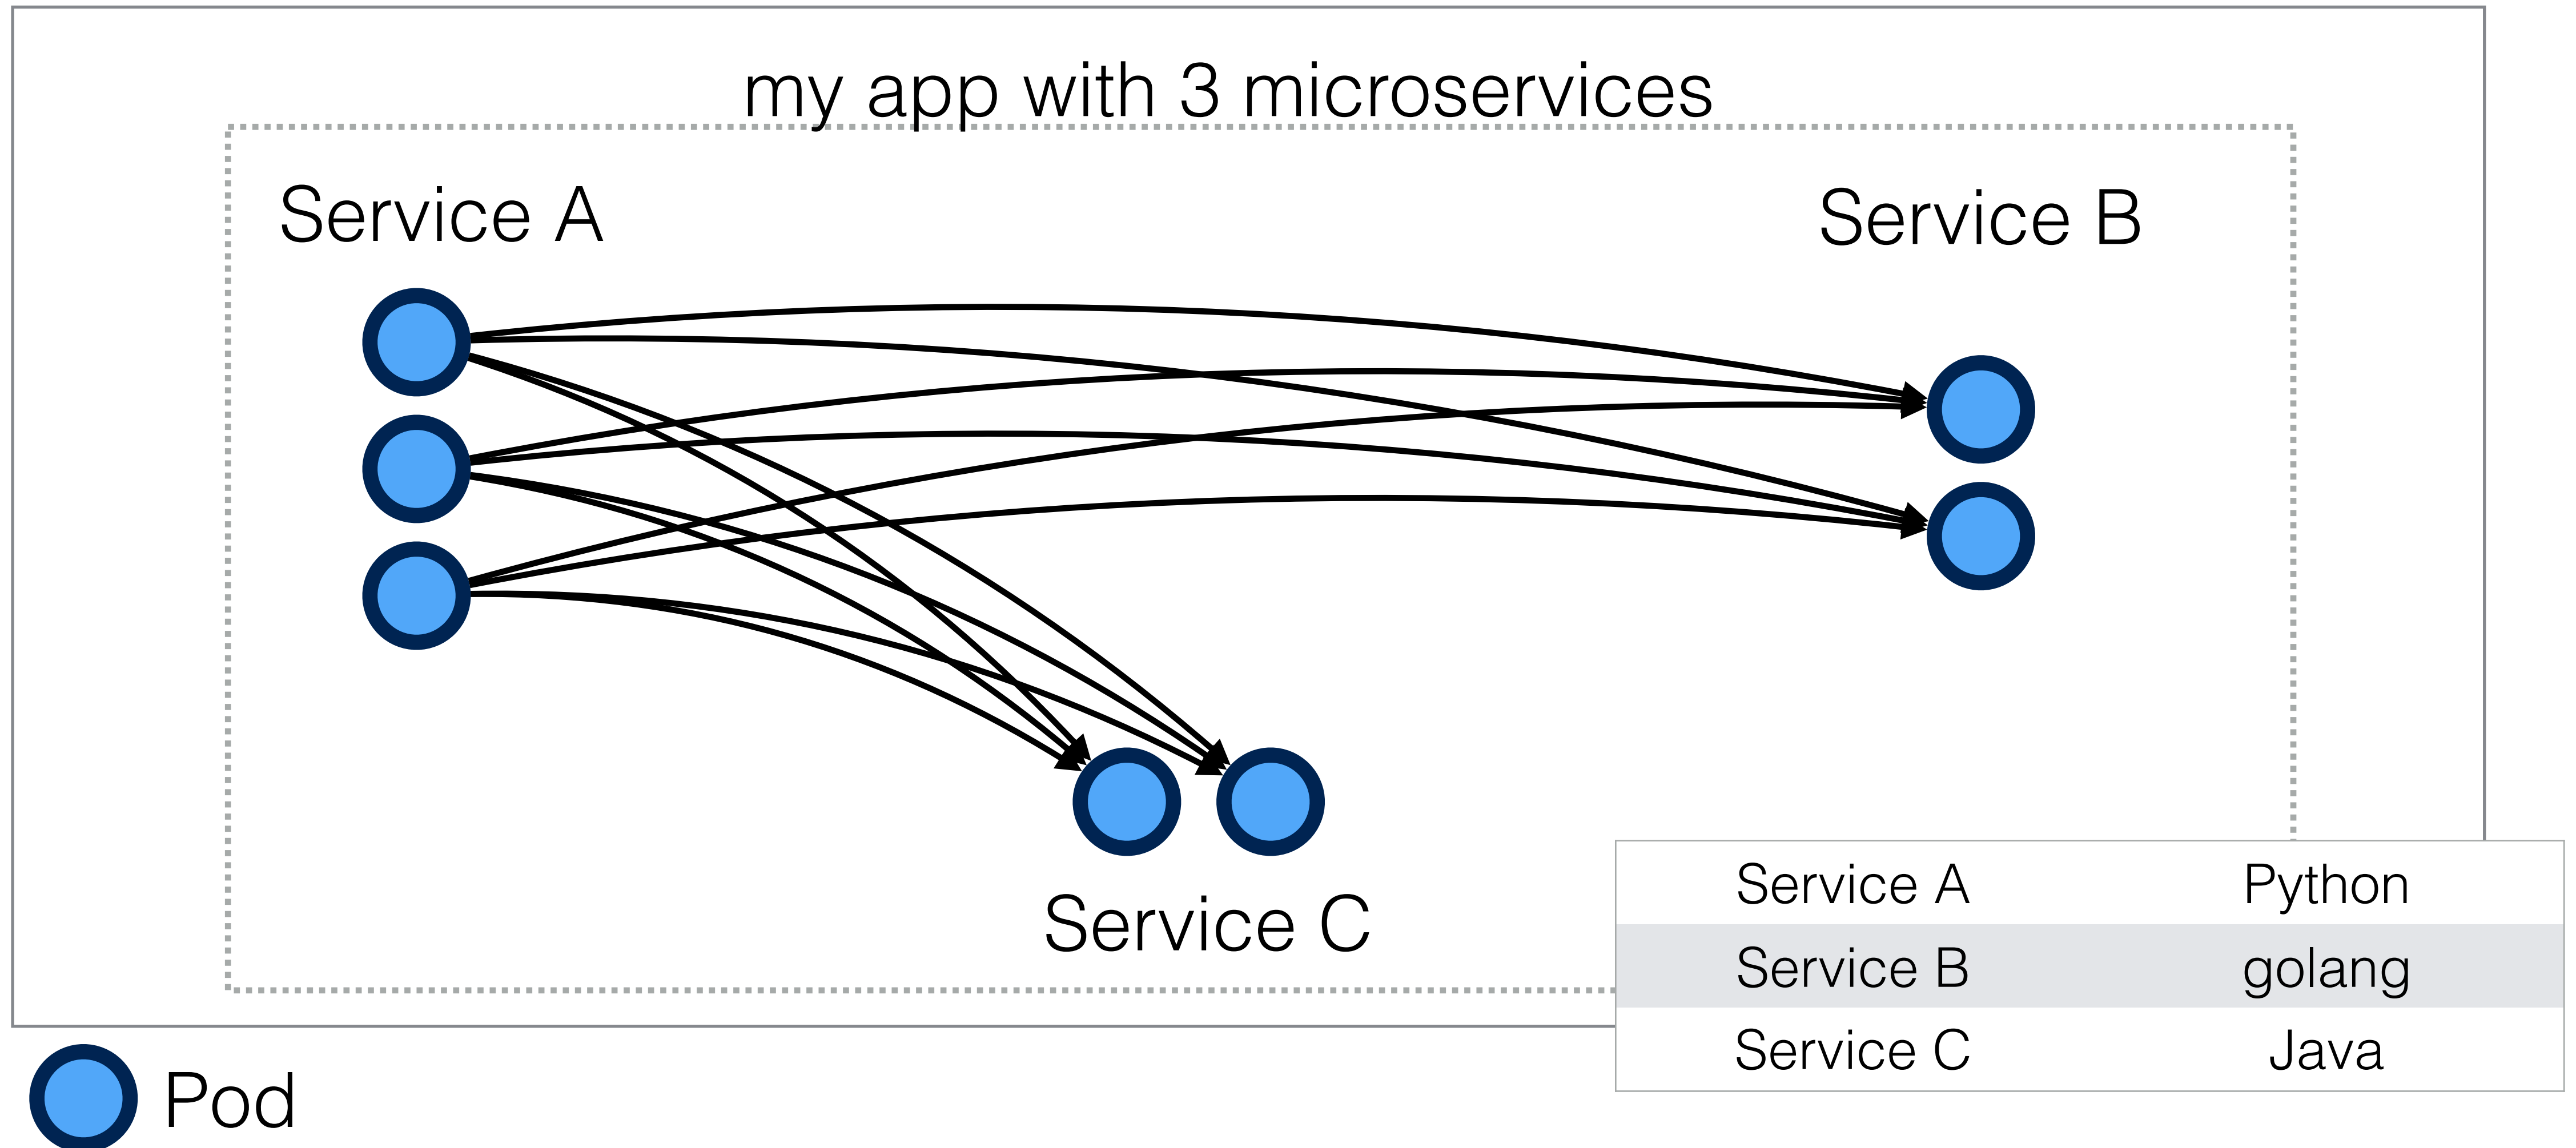 my app with 3 microservices
Service A
Service B
Service C
Service A Python
Service B golang
Service C Java
Pod